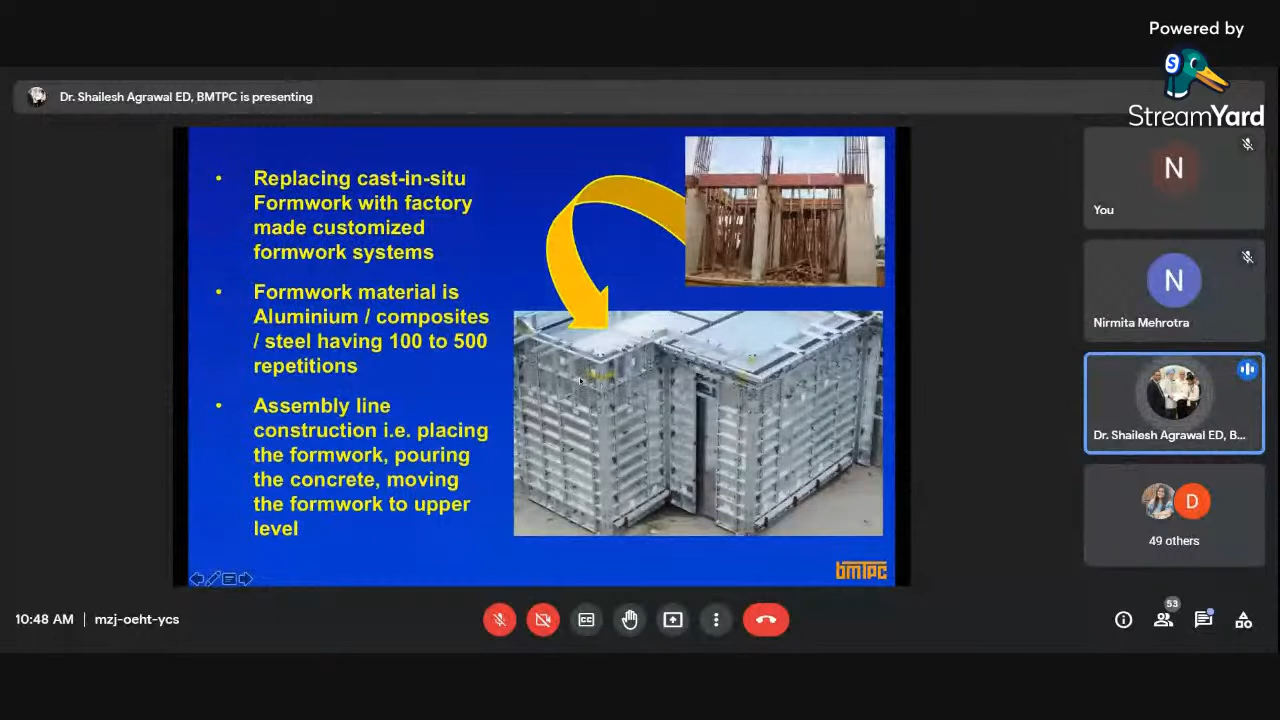 Powered by
StreamYard
Dr. Shailesh Agrawal ED, BMTPC is presenting
• Replacing cast-in-situ
Formwork with factory
made customized
formwork systems
• Formwork material is
Aluminium / composites
/ steel having 100 to 500
repetitions
• Assembly line
construction i.e. placing
the formwork, pouring
the concrete, moving
the formwork to upper
level
bmTPC
N
You
N
Nirmita Mehrotra
Dr. Shailesh Agrawal ED, B...
D
49 others
10:48 AM | mzj-oeht-ycs
53